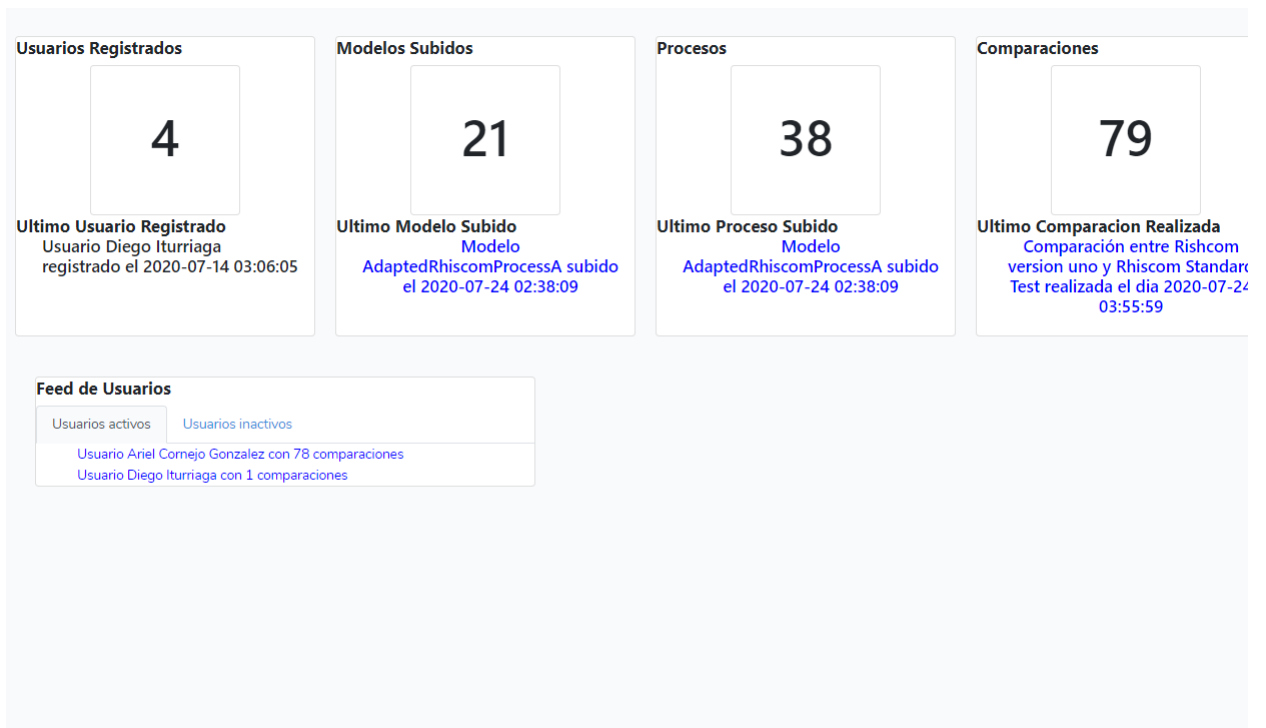 Usuarios Registrados
4
Ultimo Usuario Registrado
Usuario Diego Iturriaga
registrado el 2020-07-14 03:06:05
Modelos Subidos
21
Ultimo Modelo Subido
Modelo
AdaptedRhiscomProcessA subido
el 2020-07-24 02:38:09
Procesos
38
Ultimo Proceso Subido
Modelo
AdaptedRhiscomProcessA subido
el 2020-07-24 02:38:09
Comparaciones
79
Ultimo Comparacion Realizada
Comparación entre Rishcom
version uno y Rhiscom Standard
Test realizada el dia 2020-07-24
03:55:59
Feed de Usuarios
Usuarios activos Usuarios inactivos
Usuario Ariel Cornejo Gonzalez con 78 comparaciones
Usuario Diego Iturriaga con 1 comparaciones